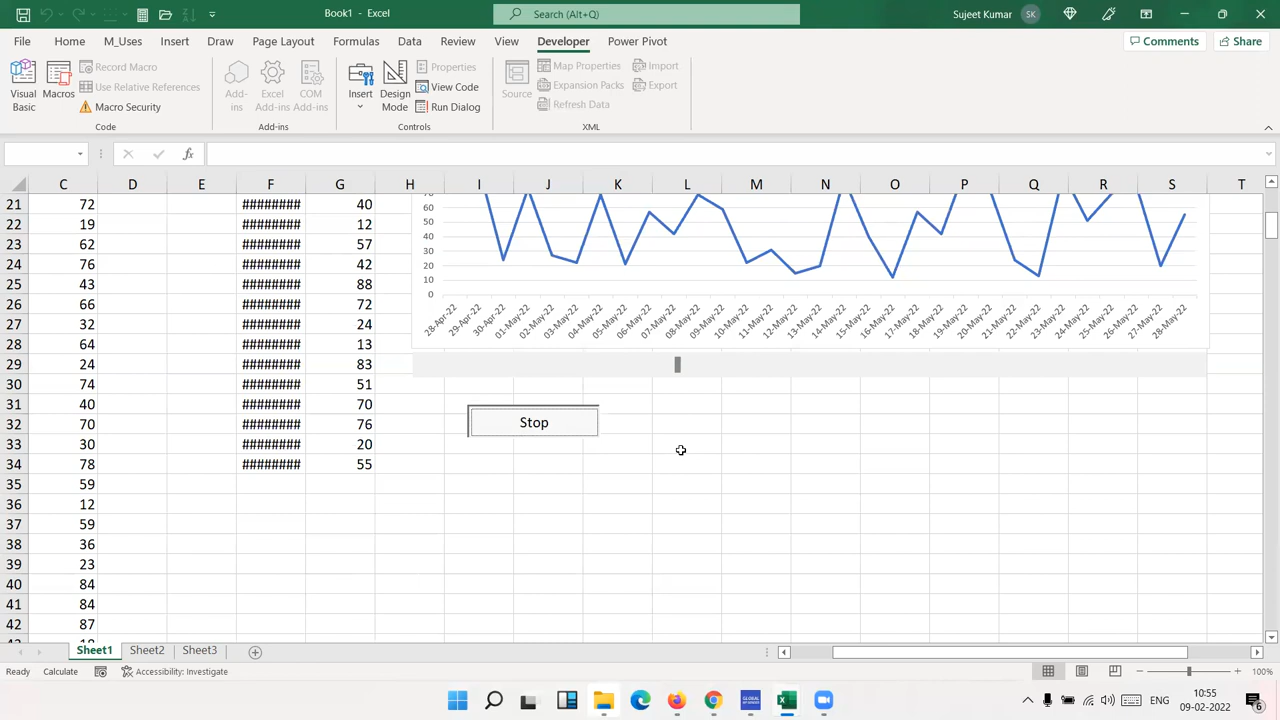 Book1 - Excel
Search (Alt+Q)
Sujeet Kumar
SK
File Home M_Uses Insert Draw Page Layout Formulas Data Review View Developer Power Pivot
Comments Share
Visual Basic
Macros
Record Macro
Use Relative References
Macro Security
Code
Add-ins
Excel Add-ins
COM Add-ins
Add-ins
Insert
Design Mode
Properties
View Code
Run Dialog
Controls
Source
Map Properties
Expansion Packs
Refresh Data
Import
Export
XML
fx
C D E F G H I J K L M N O P Q R S T
21 72 ######## 40
22 19 ######## 12
23 62 ######## 57
24 76 ######## 42
25 43 ######## 88
26 66 ######## 72
27 32 ######## 24
28 64 ######## 13
29 24 ######## 83
30 74 ######## 51
31 40 ######## 70
32 70 ######## 76
33 30 ######## 20
34 78 ######## 55
35 59
36 12
37 59
38 36
39 23
40 84
41 84
42 87
60
50
40
30
20
10
0
28-Apr-22 29-Apr-22 30-Apr-22 01-May-22 02-May-22 03-May-22 04-May-22 05-May-22 06-May-22 07-May-22 08-May-22 09-May-22 10-May-22 11-May-22 12-May-22 13-May-22 14-May-22 15-May-22 16-May-22 17-May-22 18-May-22 19-May-22 20-May-22 21-May-22 22-May-22 23-May-22 24-May-22 25-May-22 26-May-22 27-May-22 28-May-22
Stop
Sheet1 Sheet2 Sheet3
Ready Calculate Accessibility: Investigate
100%
GLOBAL
ENG
10:55
09-02-2022
6